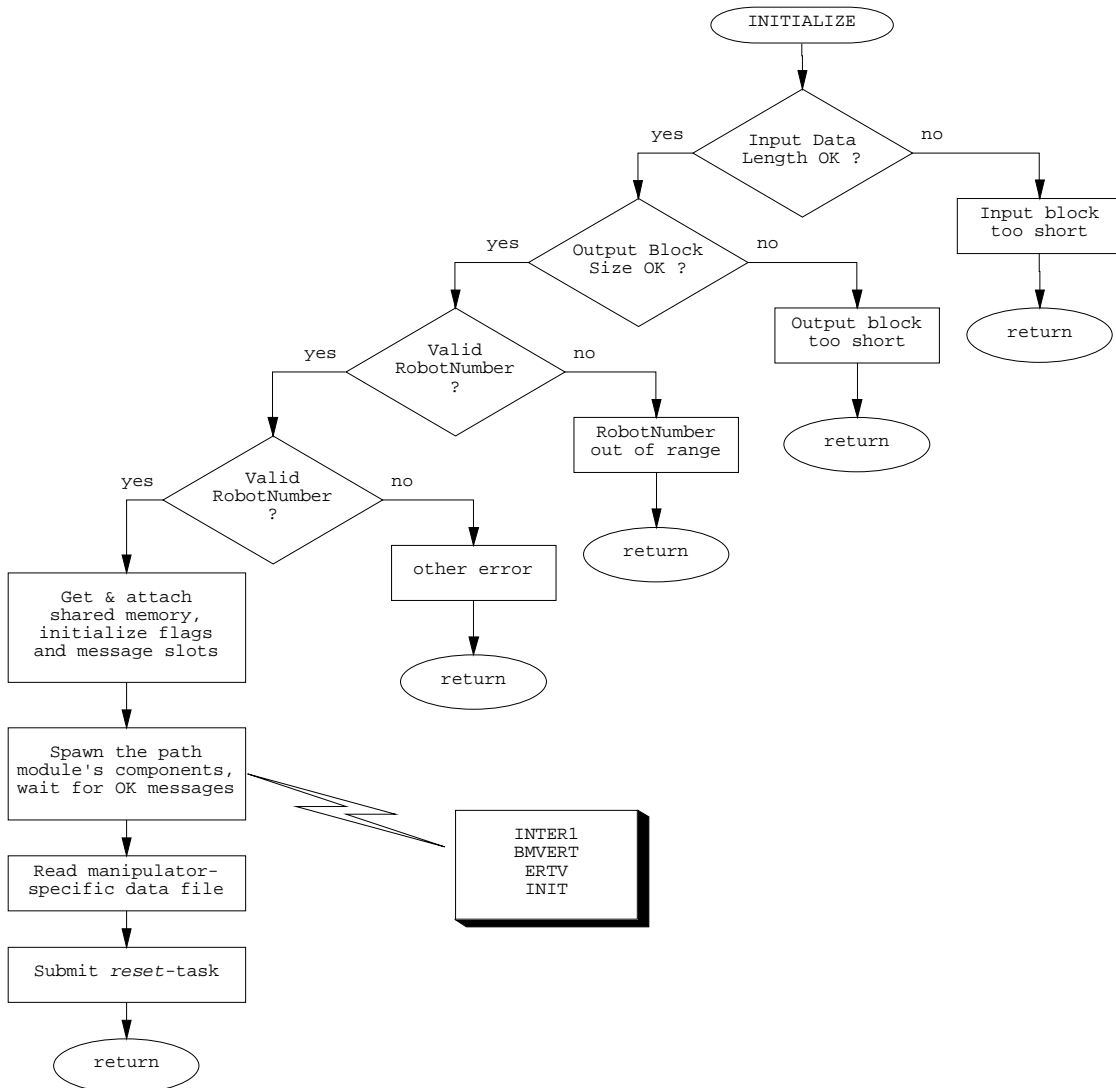 INITIALIZE
Input Data
Length OK ?
yes
no
Input block
too short
return
Output Block
Size OK ?
yes
no
Output block
too short
return
Valid
RobotNumber
?
yes
no
RobotNumber
out of range
return
Valid
RobotNumber
?
yes
no
other error
return
Get & attach
shared memory,
initialize flags
and message slots
Spawn the path
module's components,
wait for OK messages
INTER1
BMVERT
ERTV
INIT
Read manipulator-
specific data file
Submit reset-task
return